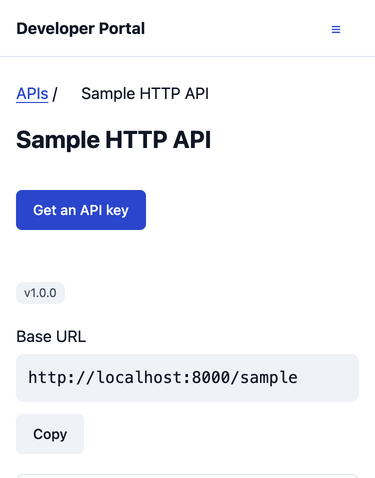 Developer Portal
APIs / Sample HTTP API
Sample HTTP API
Get an API key
v1.0.0
Base URL
http://localhost:8000/sample
Copy